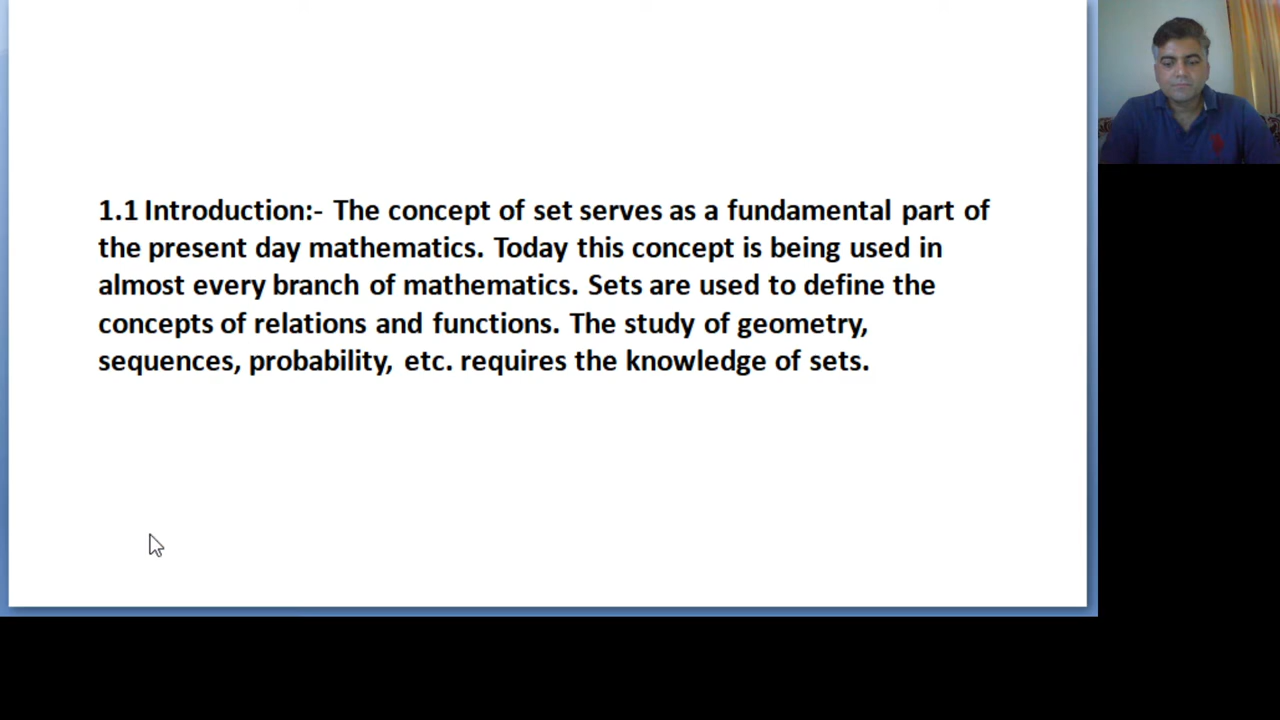 1.1 Introduction:- The concept of set serves as a fundamental part of
the present day mathematics. Today this concept is being used in
almost every branch of mathematics. Sets are used to define the
concepts of relations and functions. The study of geometry,
sequences, probability, etc. requires the knowledge of sets.